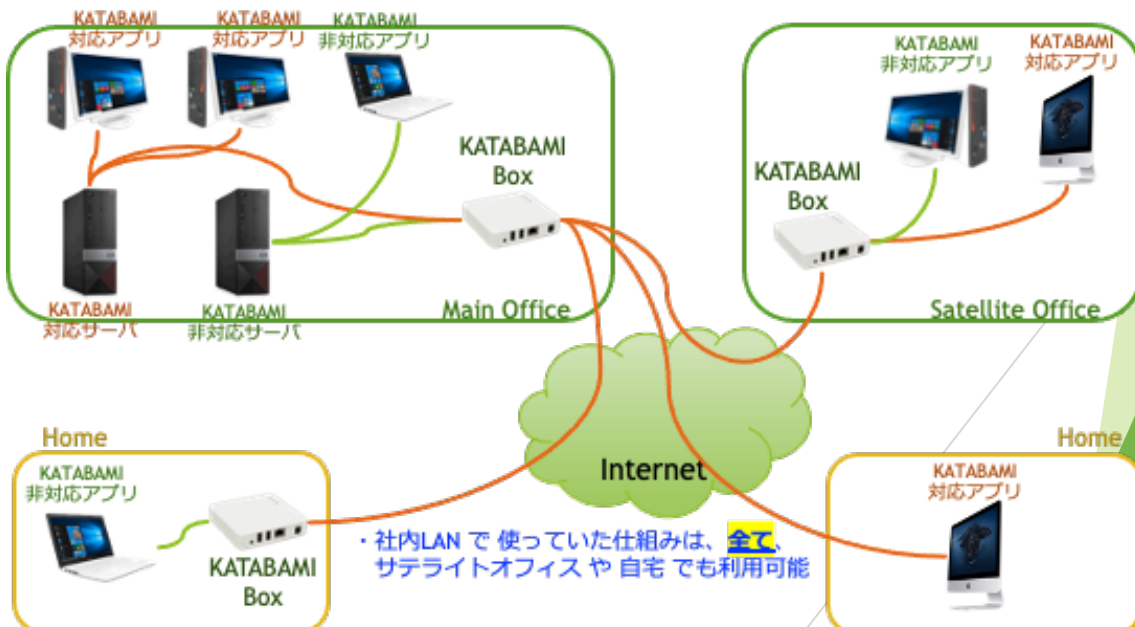 KATABAMI
対応アプリ
KATABAMI
対応アプリ
KATABAMI
非対応アプリ
KATABAMI
Box
KATABAMI
対応サーバ
KATABAMI
非対応サーバ
Main Office
KATABAMI
非対応アプリ
KATABAMI
対応アプリ
KATABAMI
Box
Satellite Office
Internet
Home
KATABAMI
非対応アプリ
KATABAMI
Box
・社内LAN で 使っていた仕組みは、全て、
サテライトオフィス や 自宅 でも利用可能
Home
KATABAMI
対応アプリ